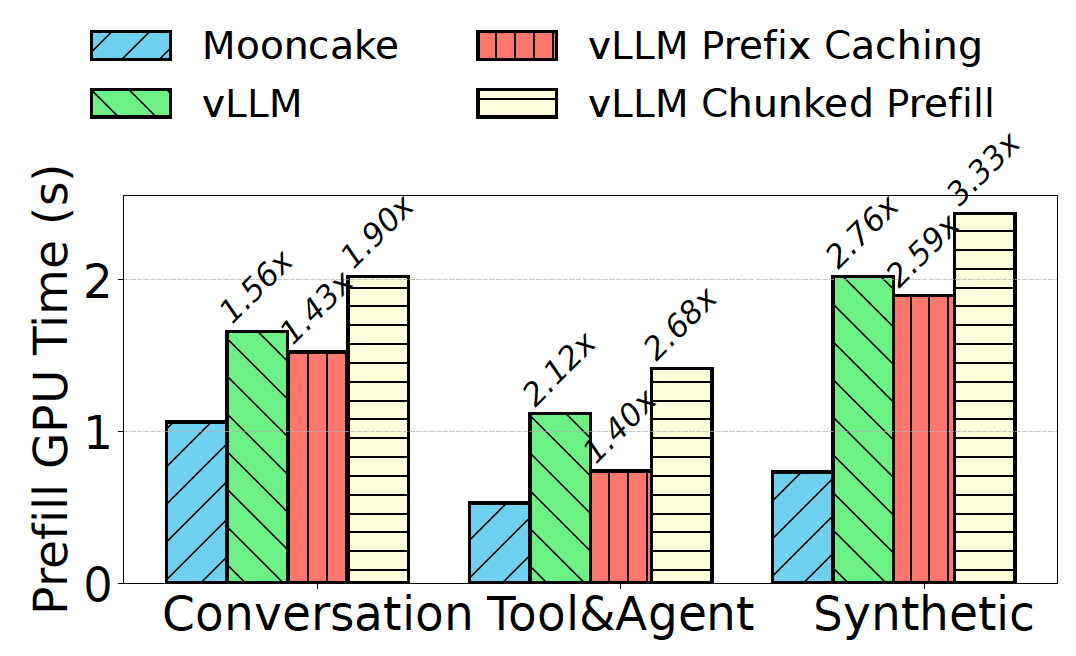 Mooncake
vLLM
vLLM Prefix Caching
vLLM Chunked Prefill
Prefill GPU Time (s)
2
1
0
1.56x
1.43x
1.90x
2.12x
1.40x
2.68x
2.76x
2.59x
3.33x
Conversation
Tool&Agent
Synthetic